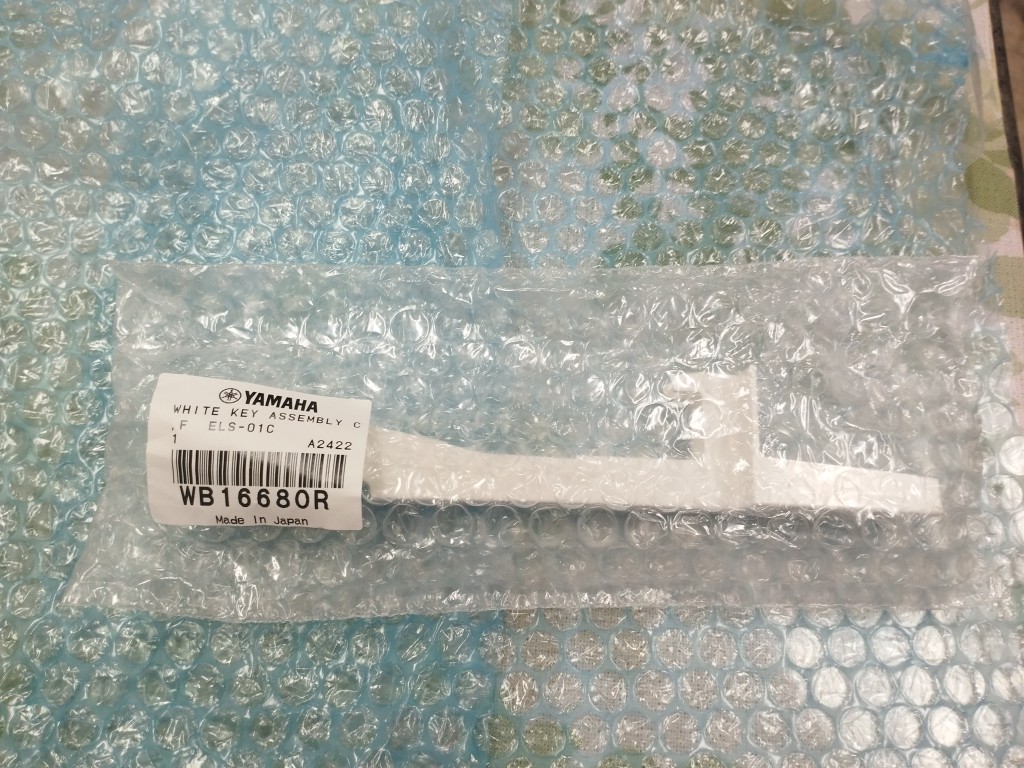 YAMAHA
WHITE KEY ASSEMBLY C
,F ELS-01C
1 A2422
WB16680R
Made In Japan